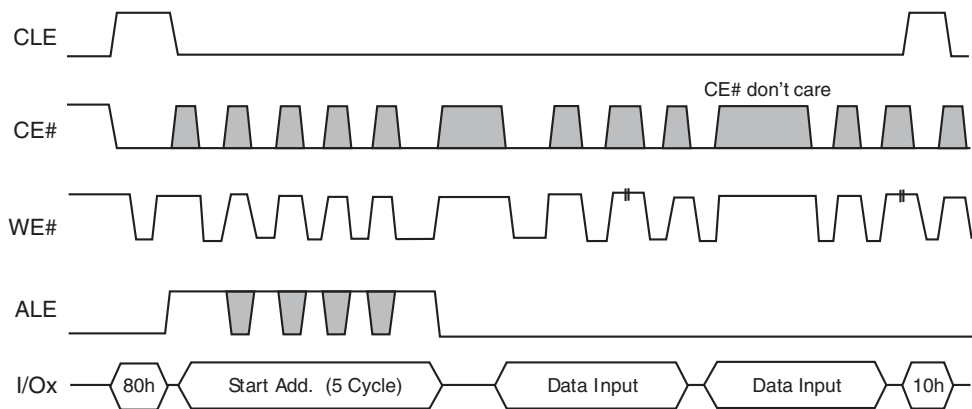 CLE
CE# don't care
CE#
WE#
ALE
I/Ox
80h
Start Add. (5 Cycle)
Data Input
Data Input
10h